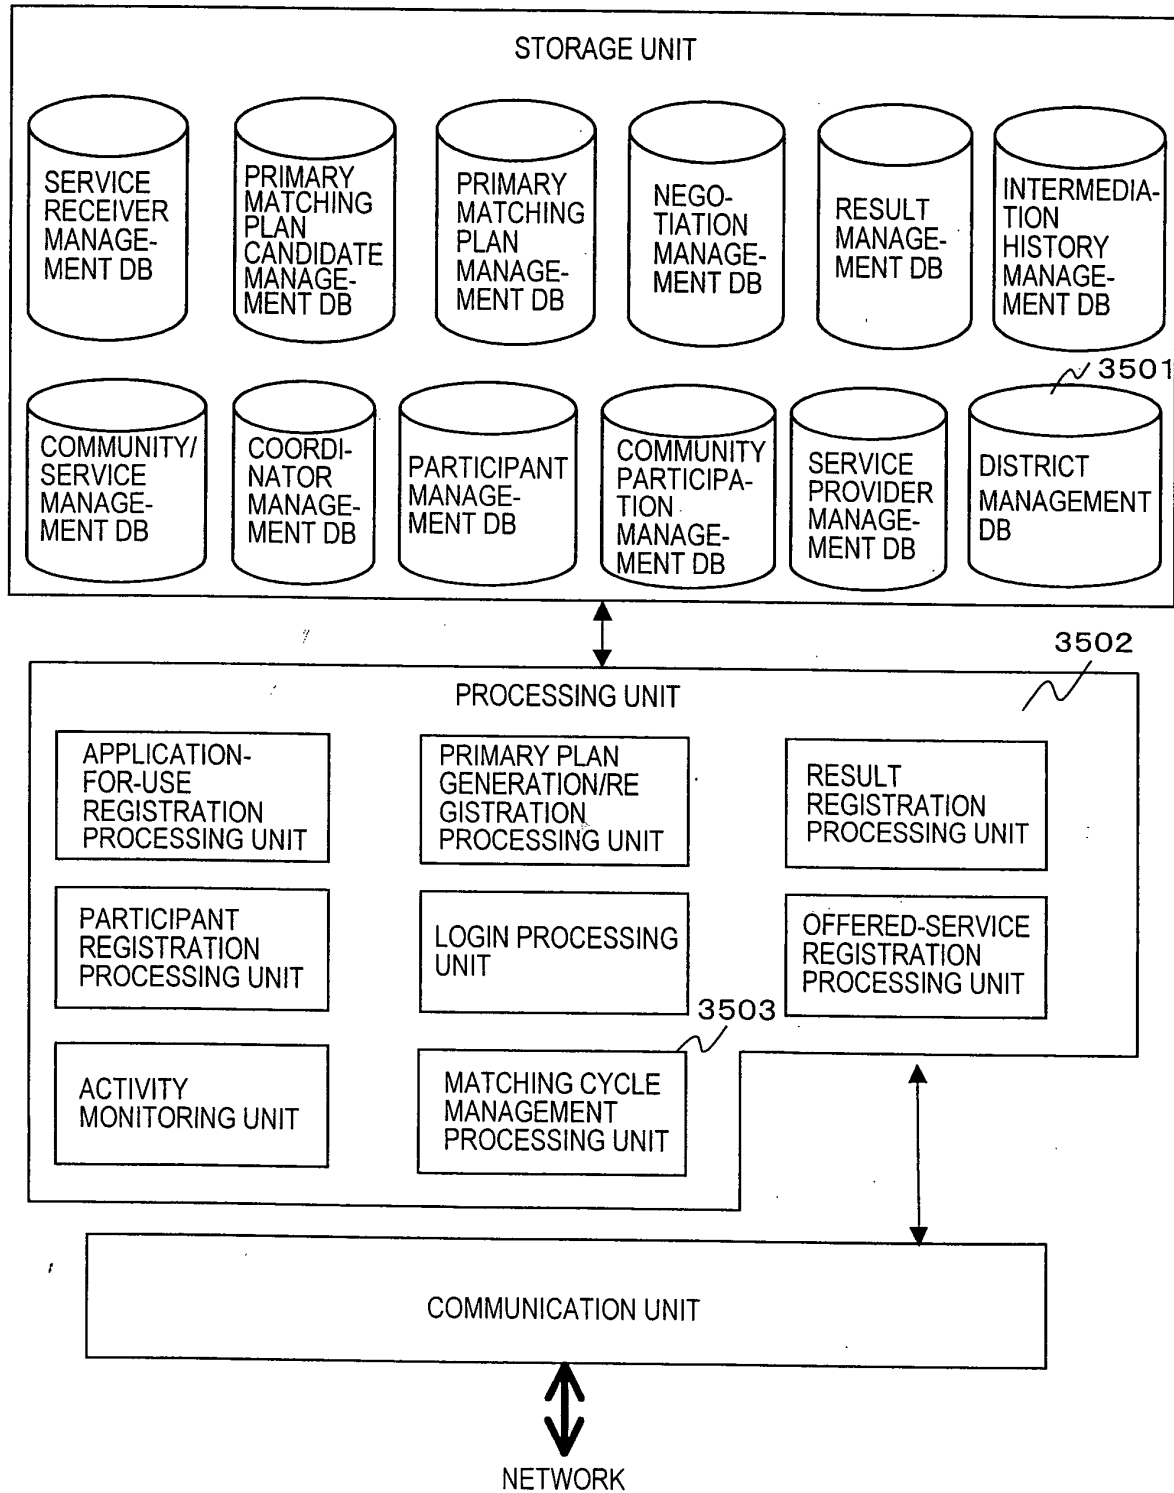 STORAGE UNIT
SERVICE
RECEIVER
MANAGE-
MENT DB
PRIMARY
MATCHING
PLAN
CANDIDATE
MANAGE-
MENT DB
PRIMARY
MATCHING
PLAN
MANAGE-
MENT DB
NEGO-
TIATION
MANAGE-
MENT DB
RESULT
MANAGE-
MENT DB
INTERMEDIA-
TION
HISTORY
MANAGE-
MENT DB
3501
COMMUNITY/
SERVICE
MANAGE-
MENT DB
COORDI-
NATOR
MANAGE-
MENT DB
PARTICIPANT
MANAGE-
MENT DB
COMMUNITY
PARTICIPA-
TION
MANAGE-
MENT DB
SERVICE
PROVIDER
MANAGE-
MENT DB
DISTRICT
MANAGEMENT
DB
3502
PROCESSING UNIT
APPLICATION-
FOR-USE
REGISTRATION
PROCESSING UNIT
PRIMARY PLAN
GENERATION/RE
GISTRATION
PROCESSING UNIT
RESULT
REGISTRATION
PROCESSING UNIT
PARTICIPANT
REGISTRATION
PROCESSING UNIT
LOGIN PROCESSING
UNIT
OFFERED-SERVICE
REGISTRATION
PROCESSING UNIT
3503
ACTIVITY
MONITORING UNIT
MATCHING CYCLE
MANAGEMENT
PROCESSING UNIT
COMMUNICATION UNIT
NETWORK